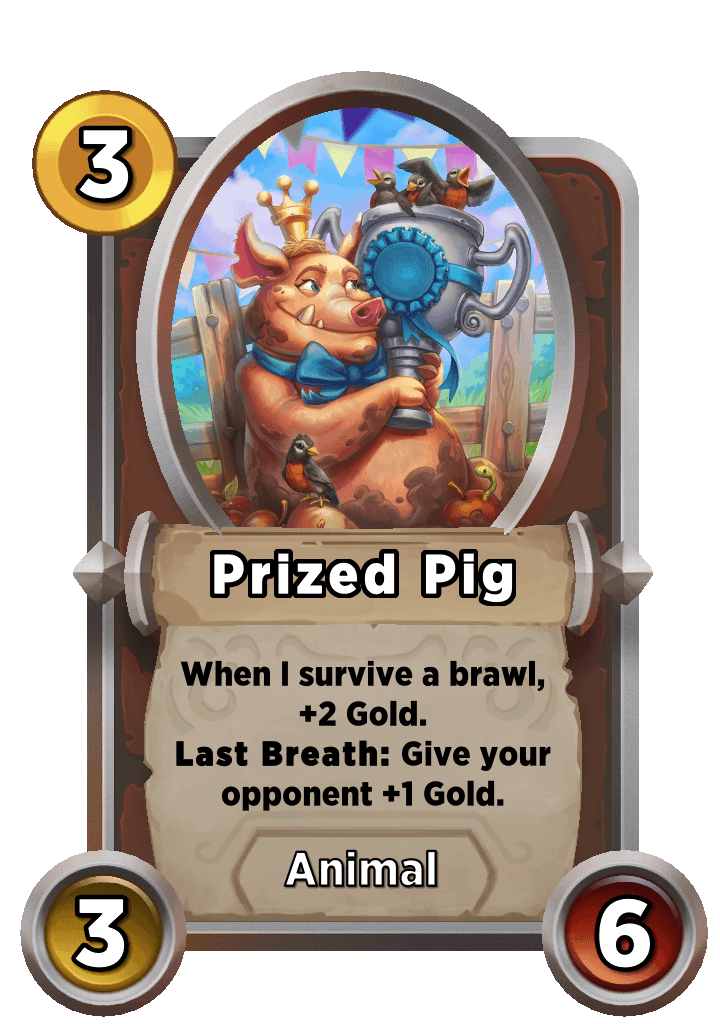 3
Prized Pig
When I survive a brawl,
+2 Gold.
Last Breath: Give your
opponent +1 Gold.
Animal
3
6